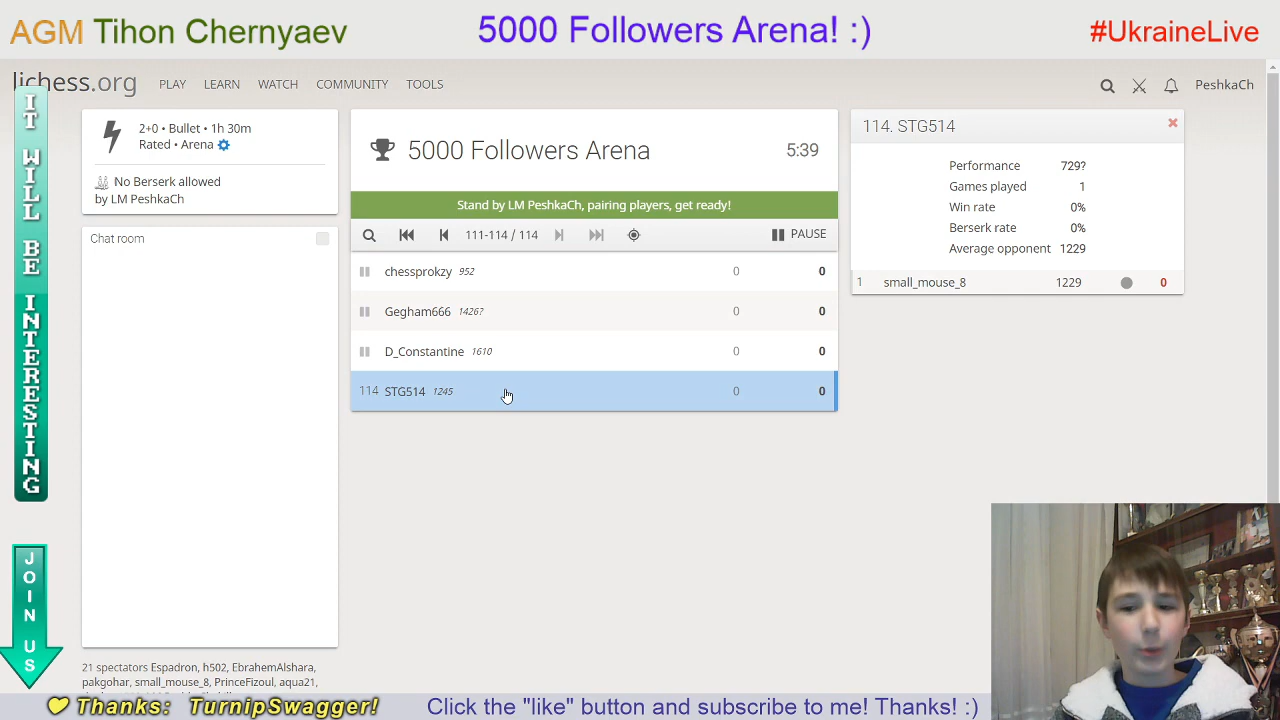 AGM Tihon Chernyaev
5000 Followers Arena! :)
#UkraineLive
lichess.org
PLAY
LEARN
WATCH
COMMUNITY
TOOLS
PeshkaCh
IT WILL BE INTERESTING
JOIN US
2+0 • Bullet • 1h 30m
Rated • Arena
No Berserk allowed
by LM PeshkaCh
Chat room
21 spectators Espadron, h502, EbrahemAlshara,
pakgohar, small_mouse_8, PrinceFizoul, aqua21,
5000 Followers Arena
5:39
Stand by LM PeshkaCh, pairing players, get ready!
111-114 / 114
PAUSE
chessprokzy 952 0 0
Gegham666 1426? 0 0
D_Constantine 1610 0 0
114 STG514 1245 0 0
114. STG514
Performance 729?
Games played 1
Win rate 0%
Berserk rate 0%
Average opponent 1229
1 small_mouse_8 1229 0
Thanks: TurnipSwagger!
Click the "like" button and subscribe to me! Thanks! :)